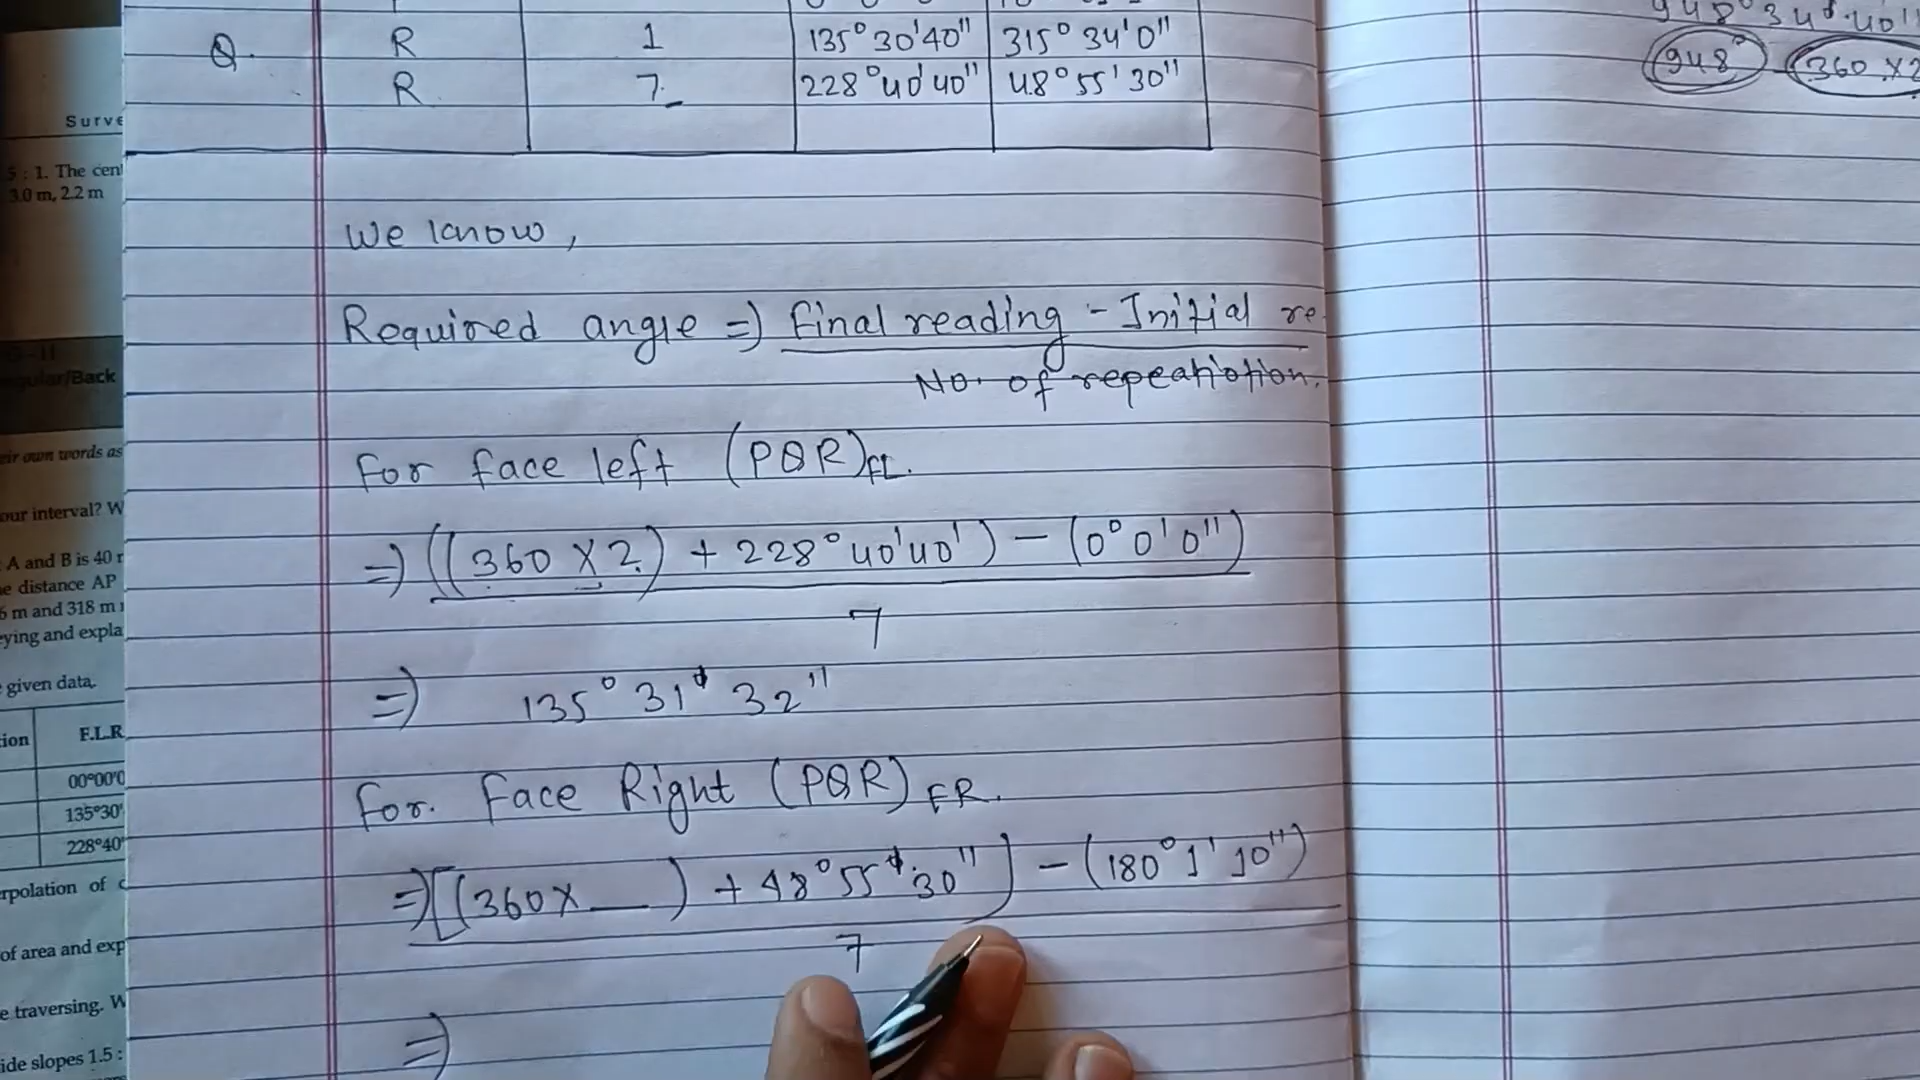 R 1 135° 30' 40" 315° 34' 0"
Q. R 7 228° 40' 40" 48° 55' 30"
948° 34' 40"
948° 360 × 2
We know,
Required angle => final reading - Initial re
No. of repeatiotion.
For face left (PQR)FL.
=> ((360 × 2) + 228° 40' 40') - (0° 0' 0")
7
=> 135° 31' 32"
For. Face Right (PQR) FR.
=> [(360 × __ ) + 48° 55' 30"] - (180° 1' 10")
7
=>
Surve
5 : 1. The cen
3.0 m, 2.2 m
gular/Back
eir own words as
our interval? W
A and B is 40 m
e distance AP
6 m and 318 m
ying and expla
given data.
ion F.L.R
00°00'0
135°30'
228°40'
rpolation of c
of area and exp
e traversing. W
ide slopes 1.5 :